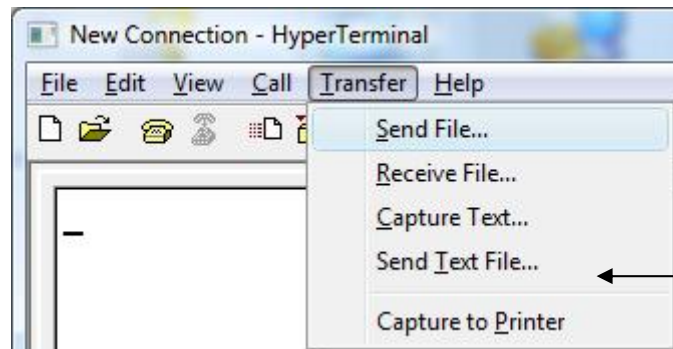 New Connection - HyperTerminal
File Edit View Call Transfer Help
Send File...
Receive File...
Capture Text...
Send Text File...
Capture to Printer